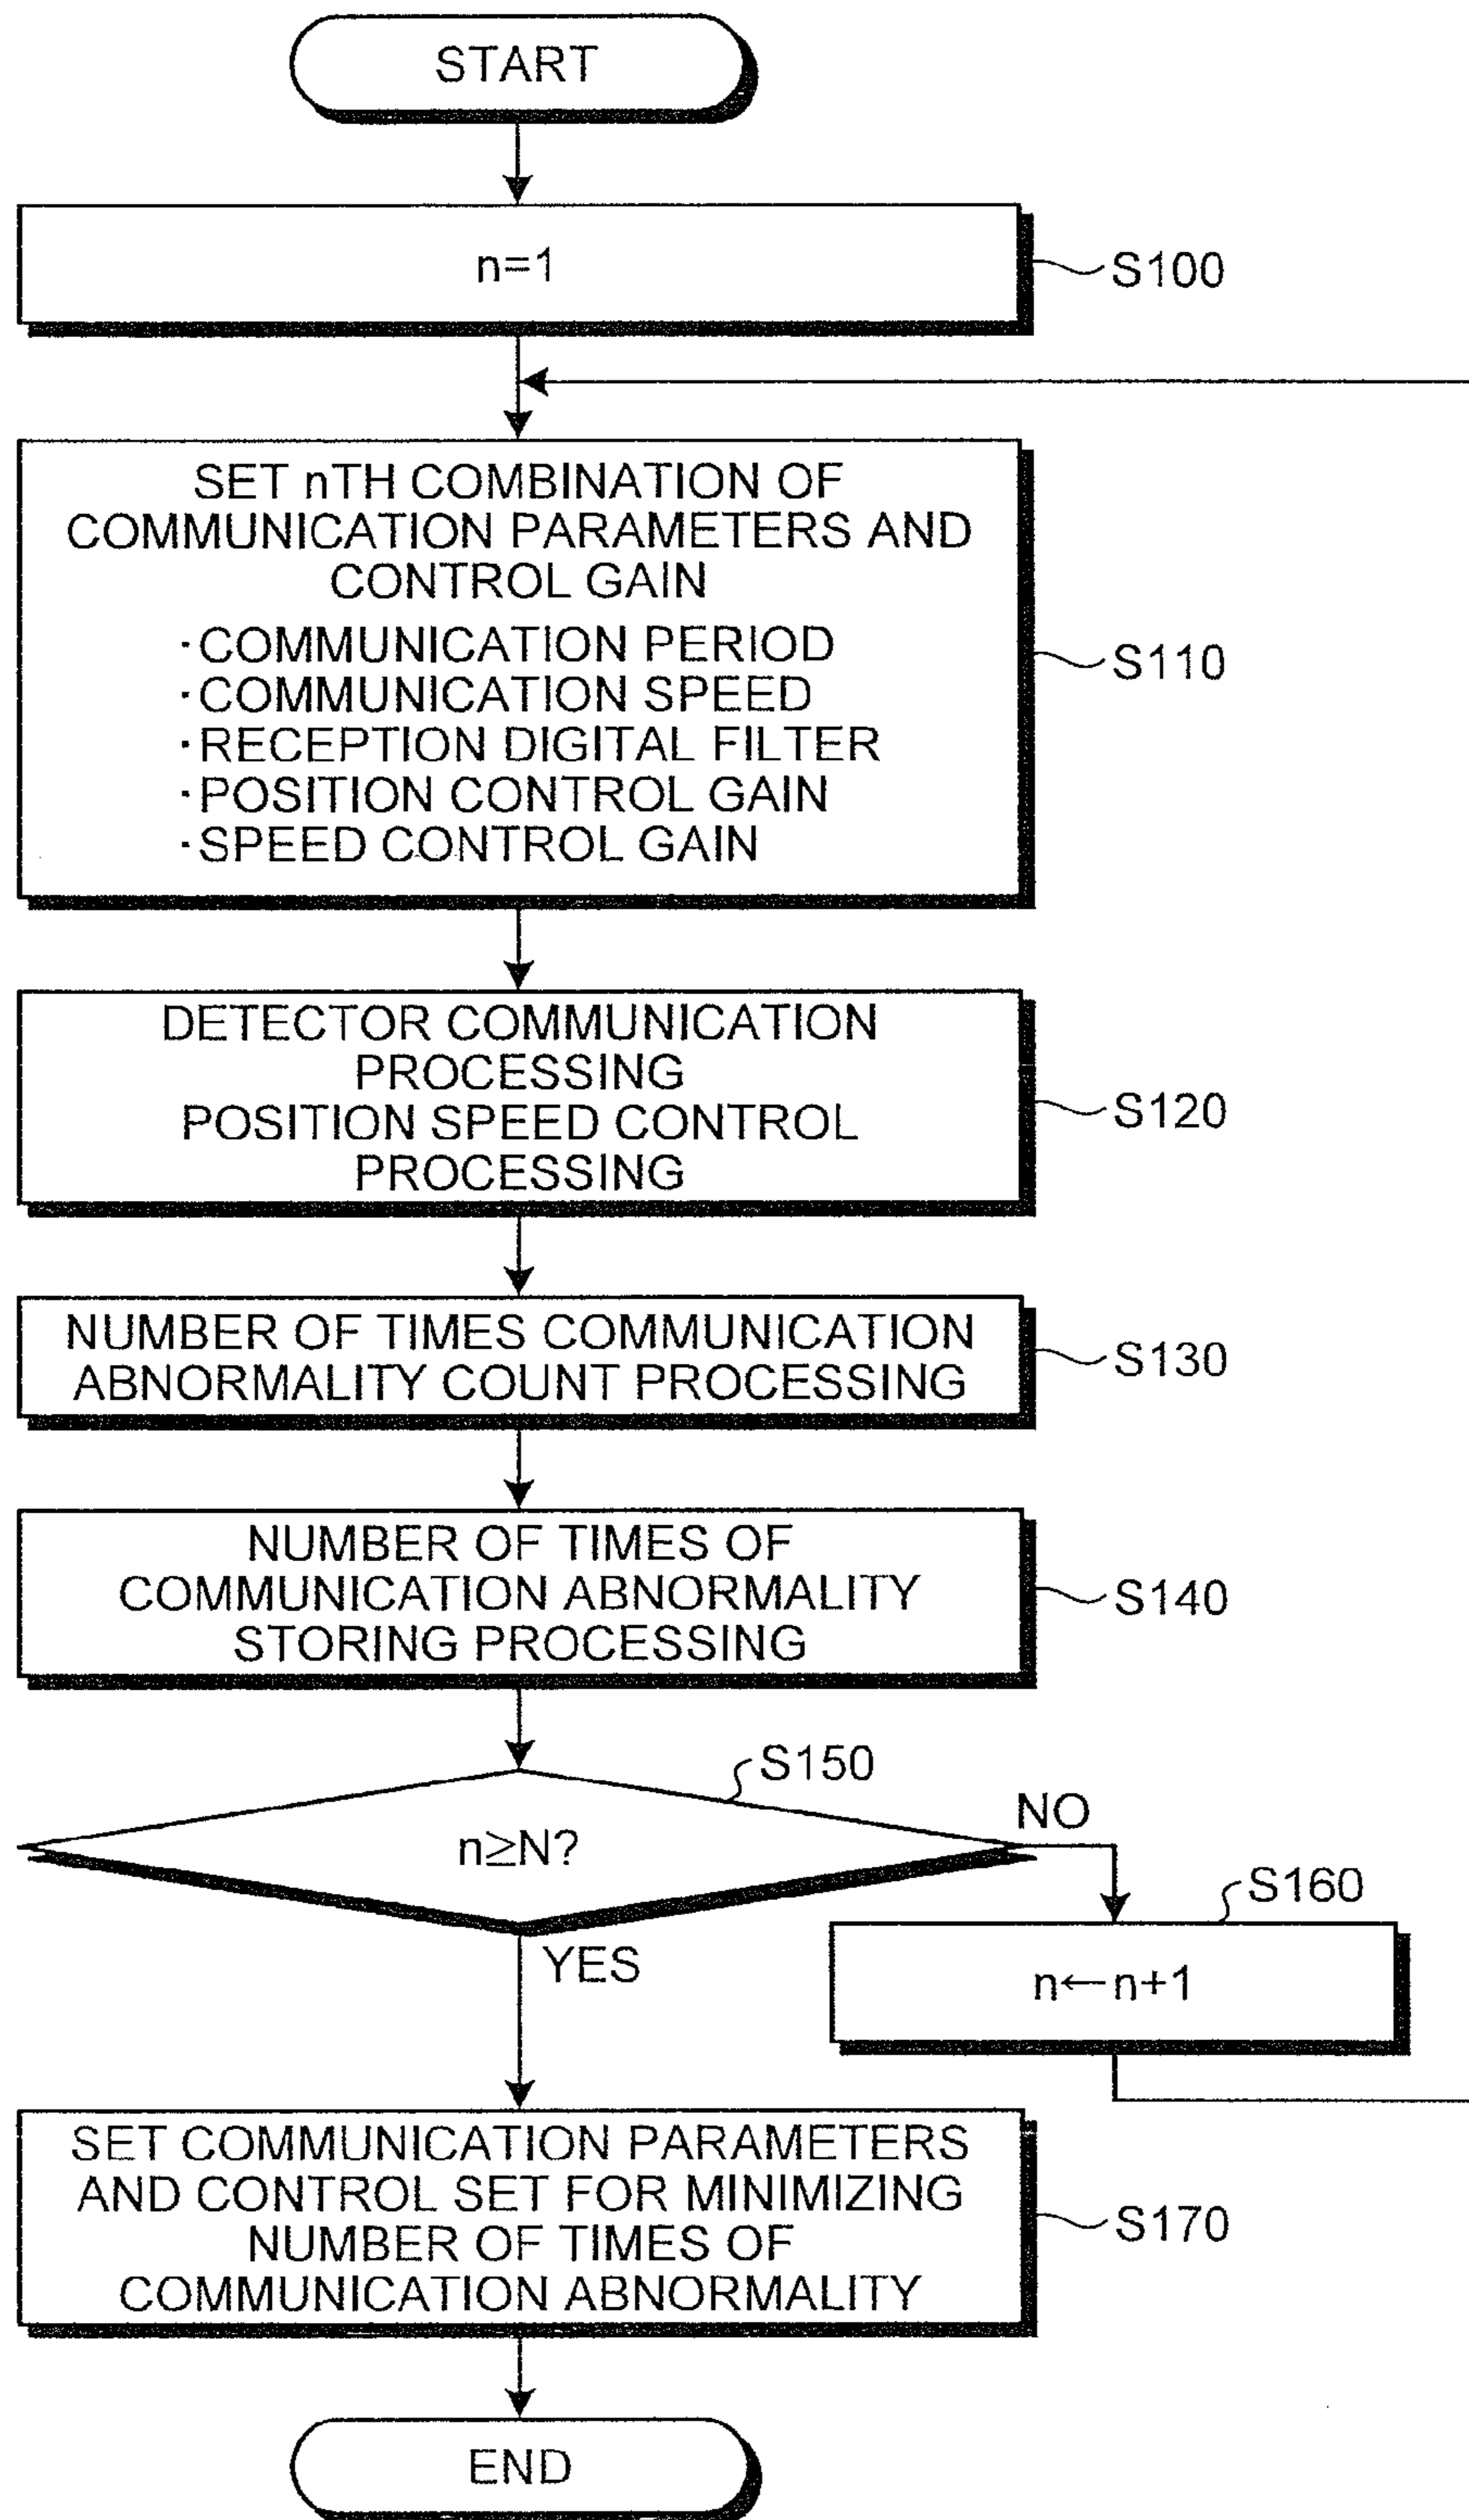 START
n=1
S100
SET nTH COMBINATION OF
COMMUNICATION PARAMETERS AND
CONTROL GAIN
·COMMUNICATION PERIOD
·COMMUNICATION SPEED
·RECEPTION DIGITAL FILTER
·POSITION CONTROL GAIN
·SPEED CONTROL GAIN
S110
DETECTOR COMMUNICATION
PROCESSING
POSITION SPEED CONTROL
PROCESSING
S120
NUMBER OF TIMES COMMUNICATION
ABNORMALITY COUNT PROCESSING
S130
NUMBER OF TIMES OF
COMMUNICATION ABNORMALITY
STORING PROCESSING
S140
S150
n≥N?
NO
YES
S160
n←n+1
SET COMMUNICATION PARAMETERS
AND CONTROL SET FOR MINIMIZING
NUMBER OF TIMES OF
COMMUNICATION ABNORMALITY
S170
END